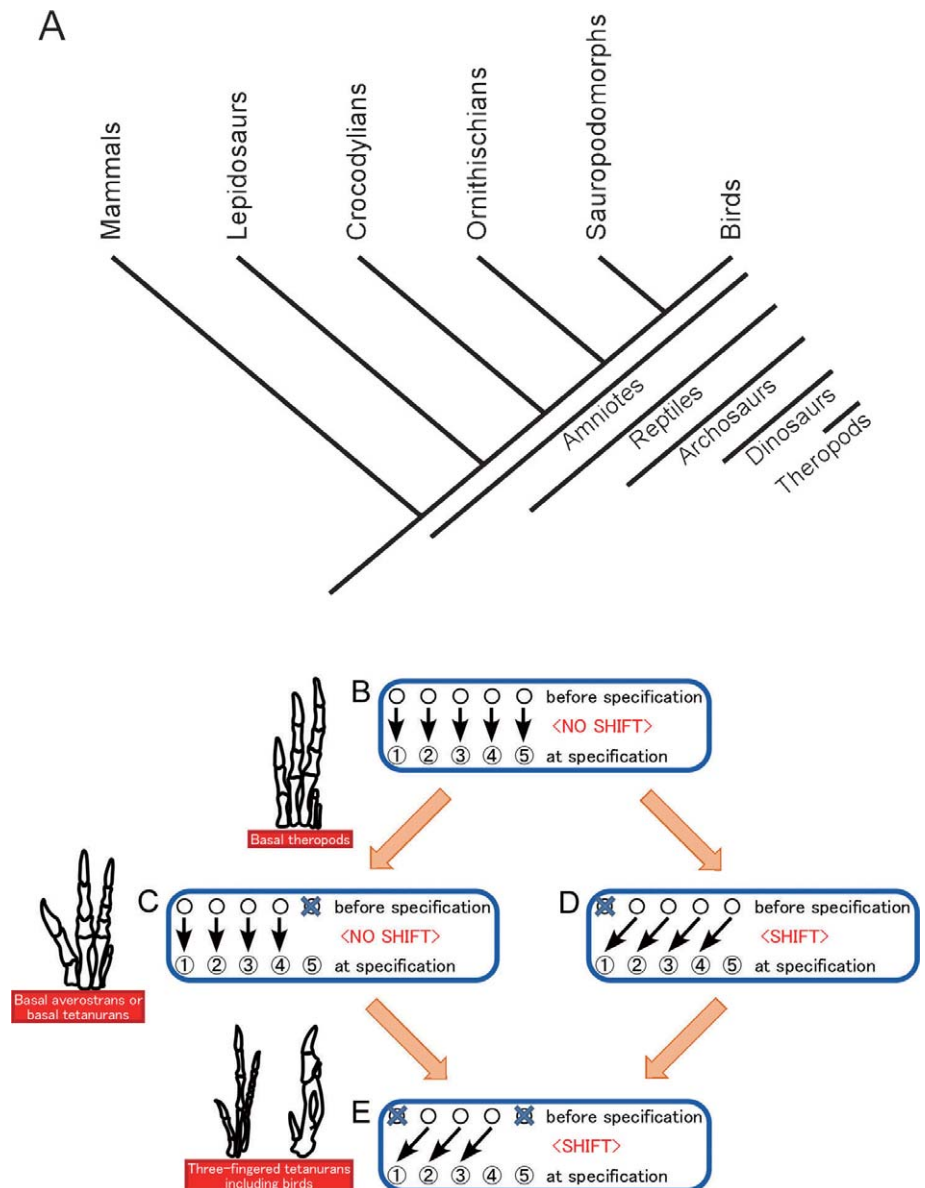 A
Mammals
Lepidosaurs
Crocodylians
Ornithischians
Sauropodomorphs
Birds
Amniotes
Reptiles
Archosaurs
Dinosaurs
Theropods
B
before specification
<NO SHIFT>
① ② ③ ④ ⑤ at specification
Basal theropods
C
before specification
<NO SHIFT>
① ② ③ ④ ⑤ at specification
Basal averostrans or
basal tetanurans
D
before specification
<SHIFT>
① ② ③ ④ ⑤ at specification
E
before specification
<SHIFT>
① ② ③ ④ ⑤ at specification
Three-fingered tetanurans
including birds